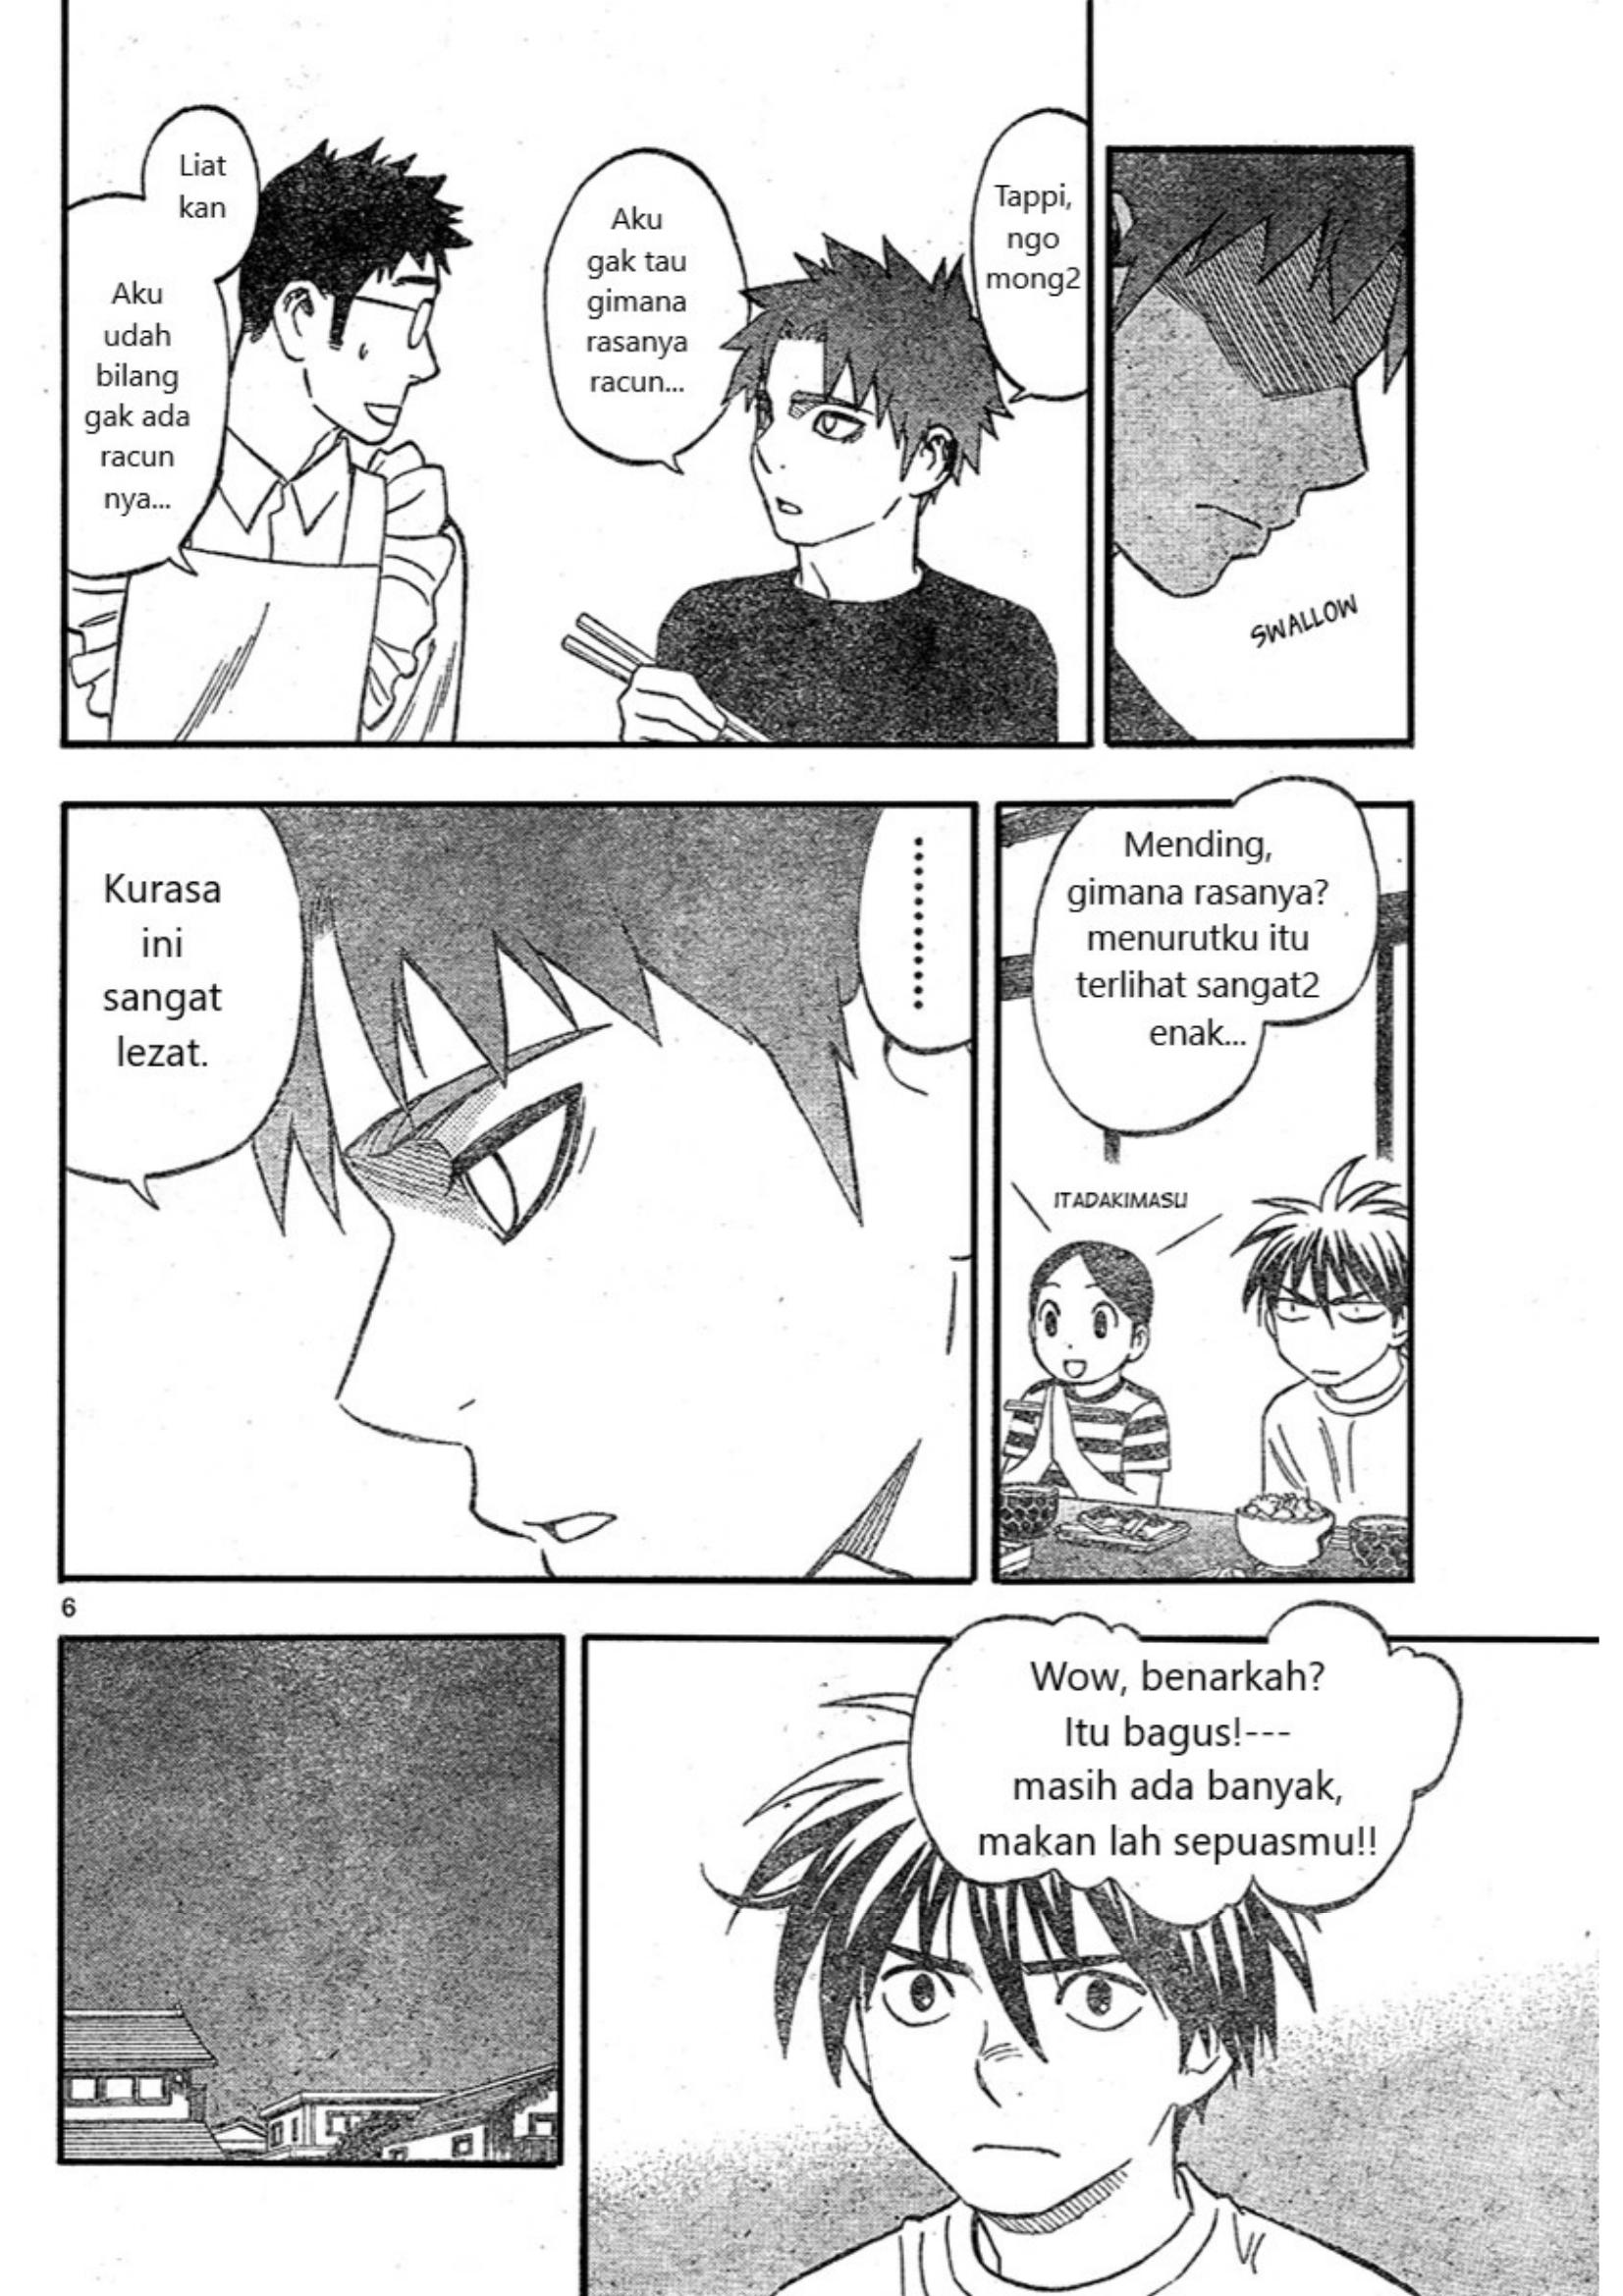 SWALLOW
Tappi,
ngo
mong2
Aku
gak tau
gimana
rasanya
racun...
Liat
kan
Aku
udah
bilang
gak ada
racun
nya...
Mending,
gimana rasanya?
menurutku itu
terlihat sangat2
enak...
ITADAKIMASU
..........
Kurasa
ini
sangat
lezat.
6
Wow, benarkah?
Itu bagus!---
masih ada banyak,
makan lah sepuasmu!!